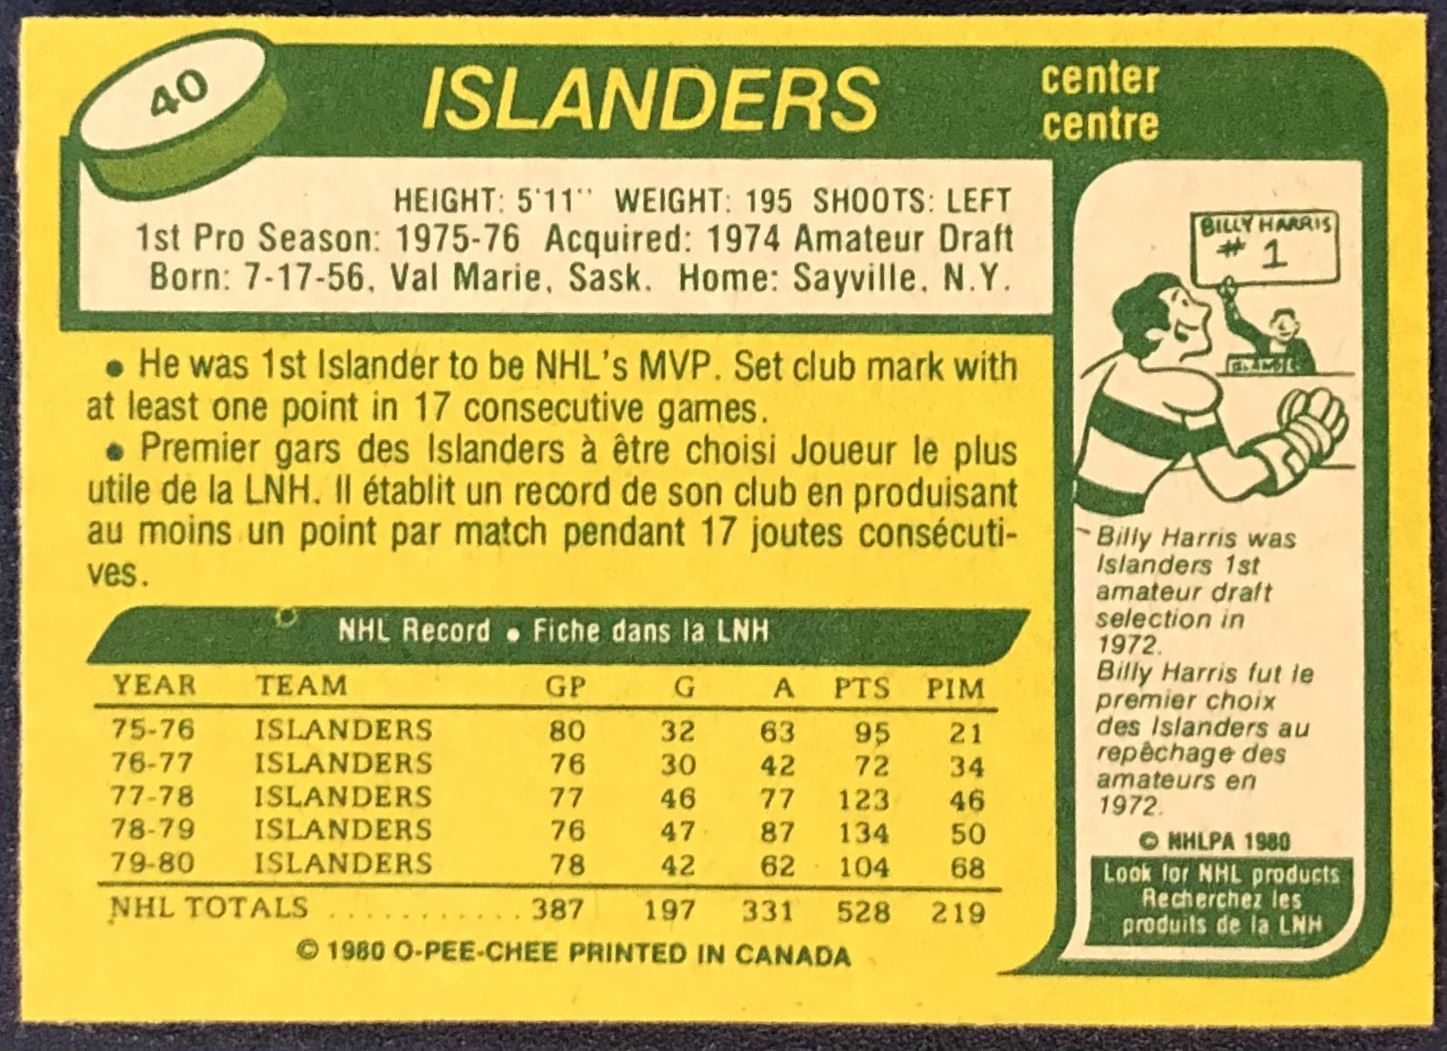 40
ISLANDERS
center
centre
HEIGHT: 5'11" WEIGHT: 195 SHOOTS: LEFT
1st Pro Season: 1975-76 Acquired: 1974 Amateur Draft
Born: 7-17-56, Val Marie, Sask. Home: Sayville, N.Y.
• He was 1st Islander to be NHL's MVP. Set club mark with
at least one point in 17 consecutive games.
• Premier gars des Islanders à être choisi Joueur le plus
utile de la LNH. Il établit un record de son club en produisant
au moins un point par match pendant 17 joutes consécuti-
ves.
NHL Record • Fiche dans la LNH
YEAR TEAM GP G A PTS PIM
75-76 ISLANDERS 80 32 63 95 21
76-77 ISLANDERS 76 30 42 72 34
77-78 ISLANDERS 77 46 77 123 46
78-79 ISLANDERS 76 47 87 134 50
79-80 ISLANDERS 78 42 62 104 68
NHL TOTALS ............ 387 197 331 528 219
© 1980 O-PEE-CHEE PRINTED IN CANADA
BILLY HARRIS
# 1
Billy Harris was
Islanders 1st
amateur draft
selection in
1972.
Billy Harris fut le
premier choix
des Islanders au
repêchage des
amateurs en
1972.
© NHLPA 1980
Look for NHL products
Recherchez les
produits de la LNH